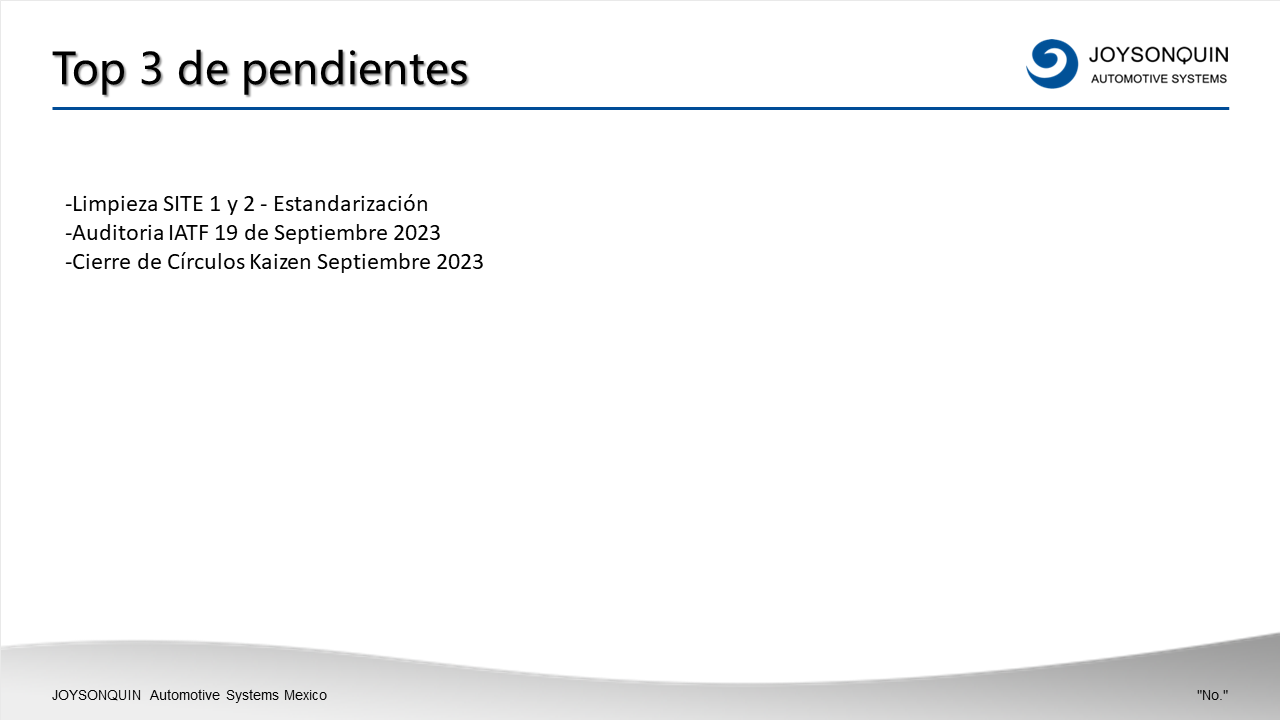 Top 3 de pendientes
JOYSONQUIN
AUTOMOTIVE SYSTEMS
-Limpieza SITE 1 y 2 - Estandarización
-Auditoria IATF 19 de Septiembre 2023
-Cierre de Círculos Kaizen Septiembre 2023
JOYSONQUIN Automotive Systems Mexico
"No."